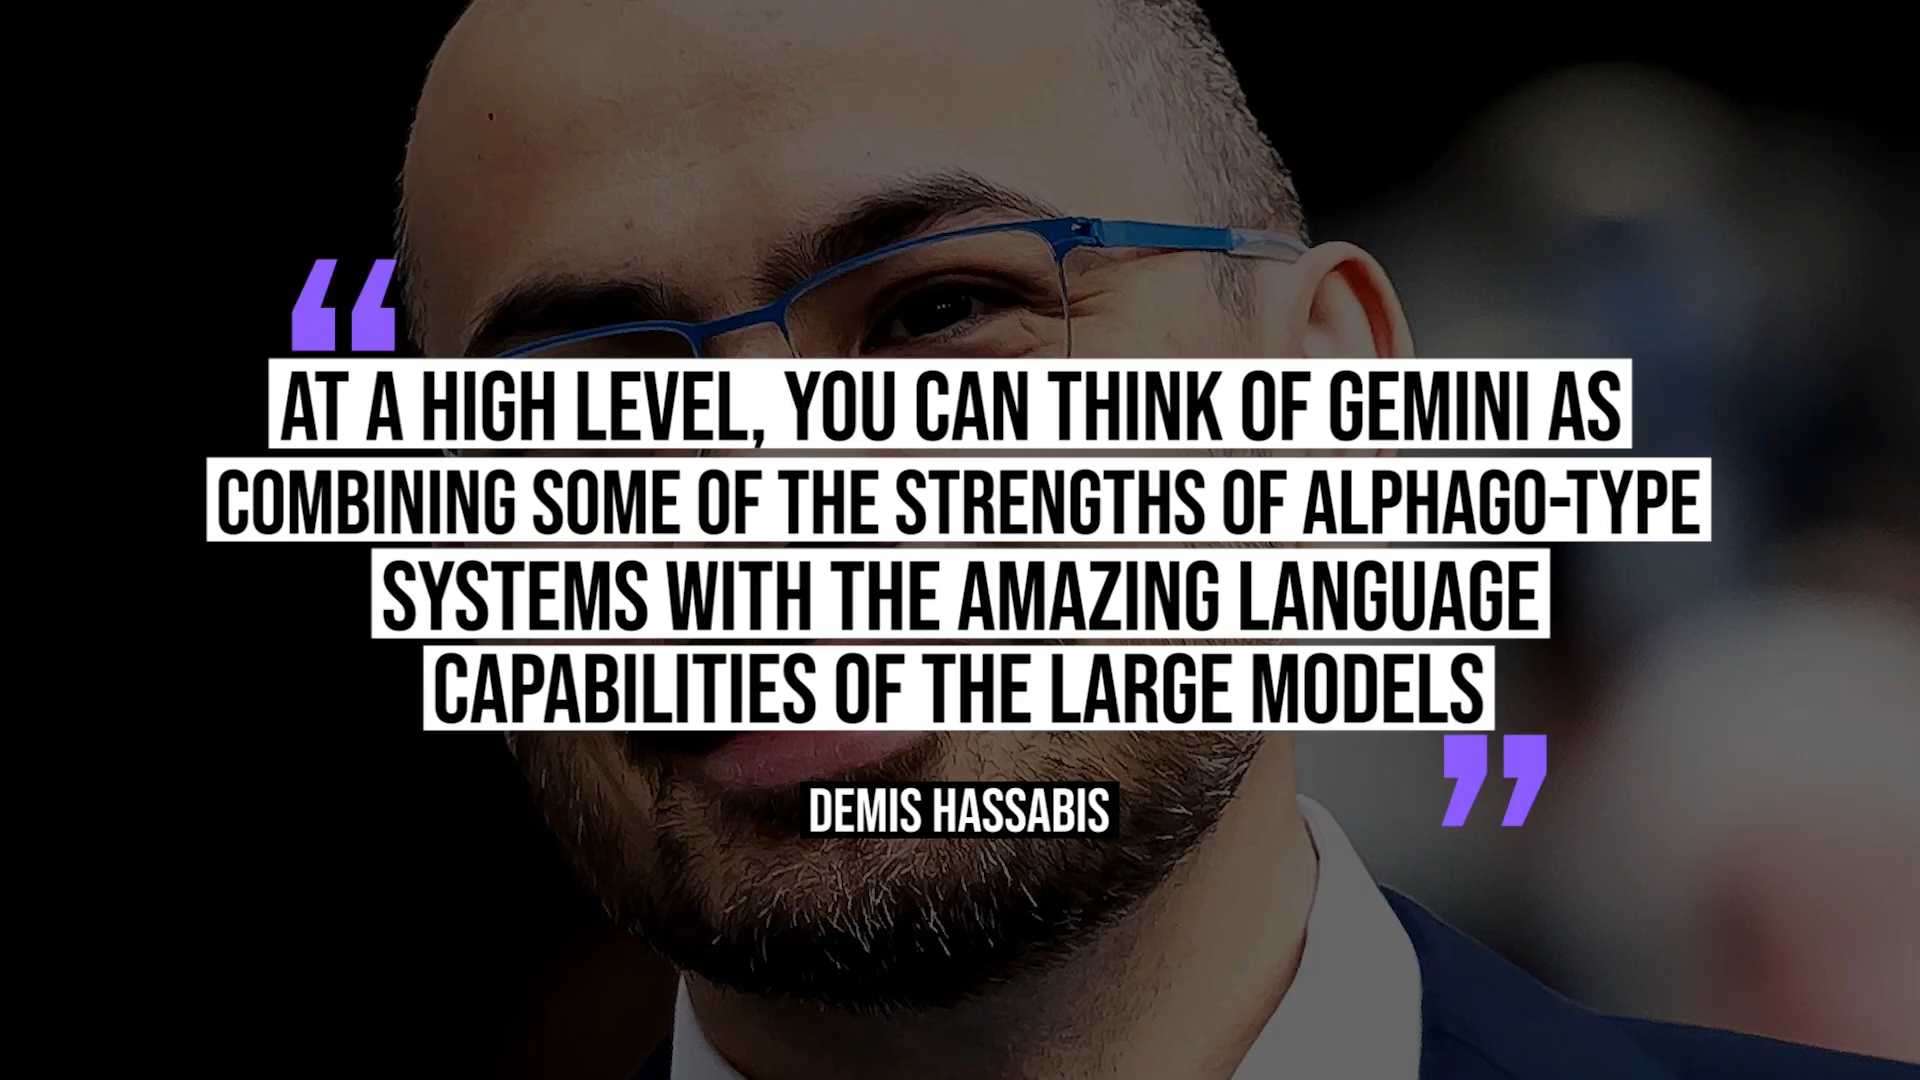 “
AT A HIGH LEVEL, YOU CAN THINK OF GEMINI AS
COMBINING SOME OF THE STRENGTHS OF ALPHAGO-TYPE
SYSTEMS WITH THE AMAZING LANGUAGE
CAPABILITIES OF THE LARGE MODELS
”
DEMIS HASSABIS